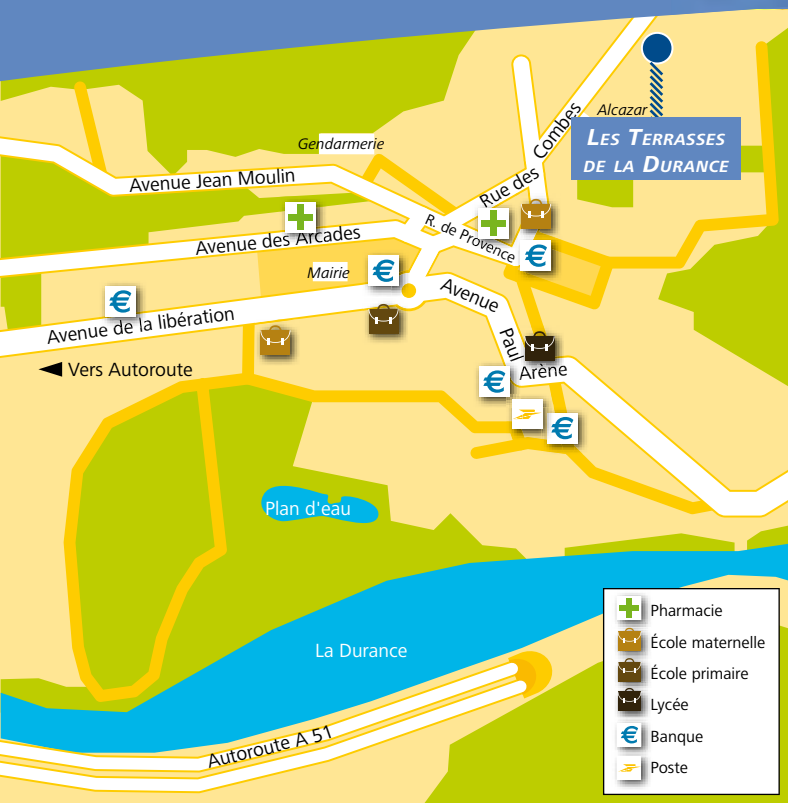 Alcazar
LES TERRASSES
DE LA DURANCE
Gendarmerie
Rue des Combes
Avenue Jean Moulin
R. de Provence
Avenue des Arcades
Mairie
Avenue Paul Arène
Avenue de la libération
Vers Autoroute
Plan d'eau
La Durance
Autoroute A 51
Pharmacie
École maternelle
École primaire
Lycée
Banque
Poste